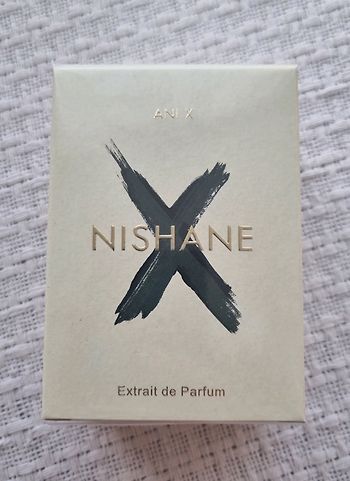 ANI X
NISHANE
Extrait de Parfum